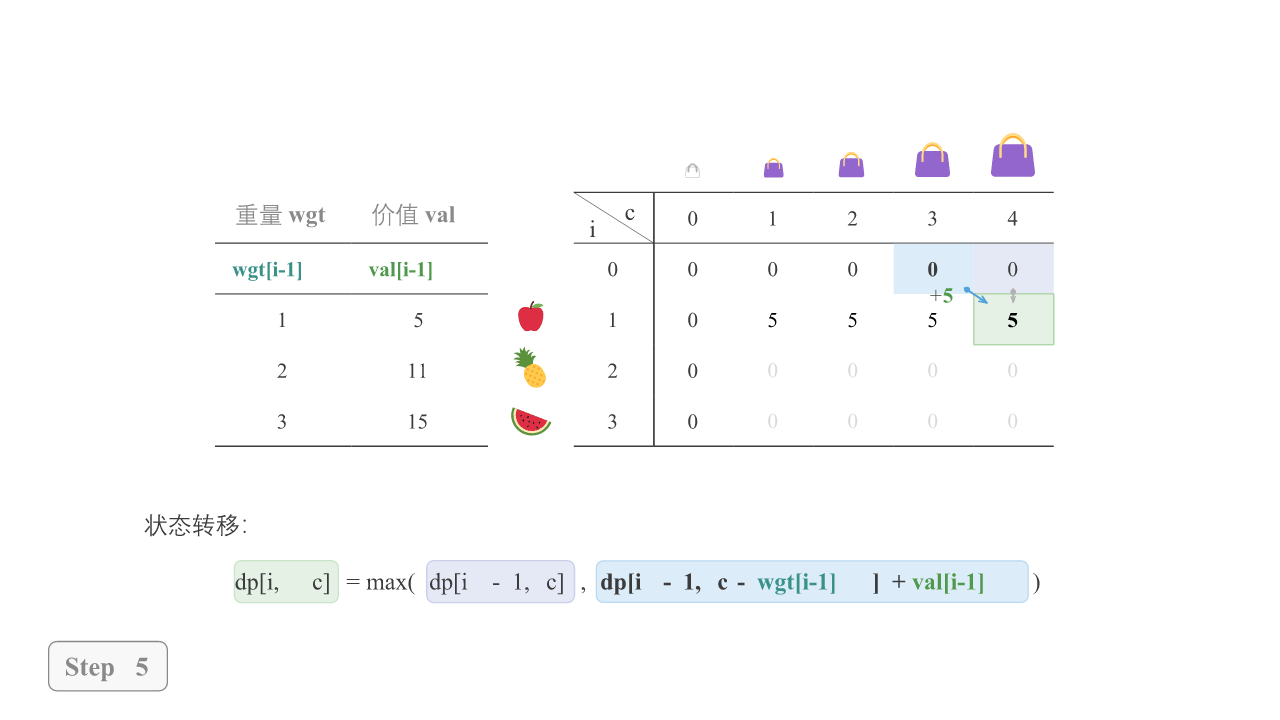 重量 wgt 价值 val
wgt[i-1] val[i-1]
1 5
2 11
3 15
c
i
0 1 2 3 4
0 0 0 0 0 0
+5
1 0 5 5 5 5
2 0 0 0 0 0
3 0 0 0 0 0
状态转移：
dp[i, c] = max( dp[i - 1, c] , dp[i - 1, c - wgt[i-1] ] + val[i-1] )
Step 5